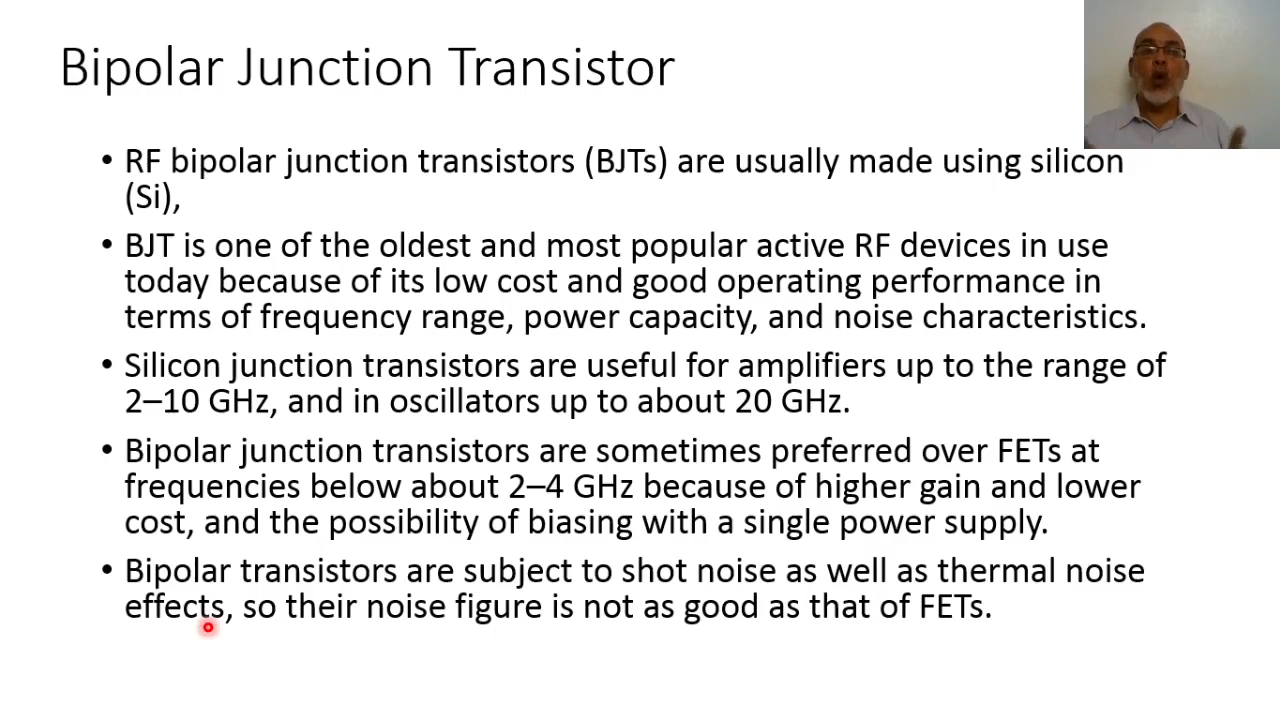 Bipolar Junction Transistor
• RF bipolar junction transistors (BJTs) are usually made using silicon
(Si),
• BJT is one of the oldest and most popular active RF devices in use
today because of its low cost and good operating performance in
terms of frequency range, power capacity, and noise characteristics.
• Silicon junction transistors are useful for amplifiers up to the range of
2–10 GHz, and in oscillators up to about 20 GHz.
• Bipolar junction transistors are sometimes preferred over FETs at
frequencies below about 2–4 GHz because of higher gain and lower
cost, and the possibility of biasing with a single power supply.
• Bipolar transistors are subject to shot noise as well as thermal noise
effects, so their noise figure is not as good as that of FETs.